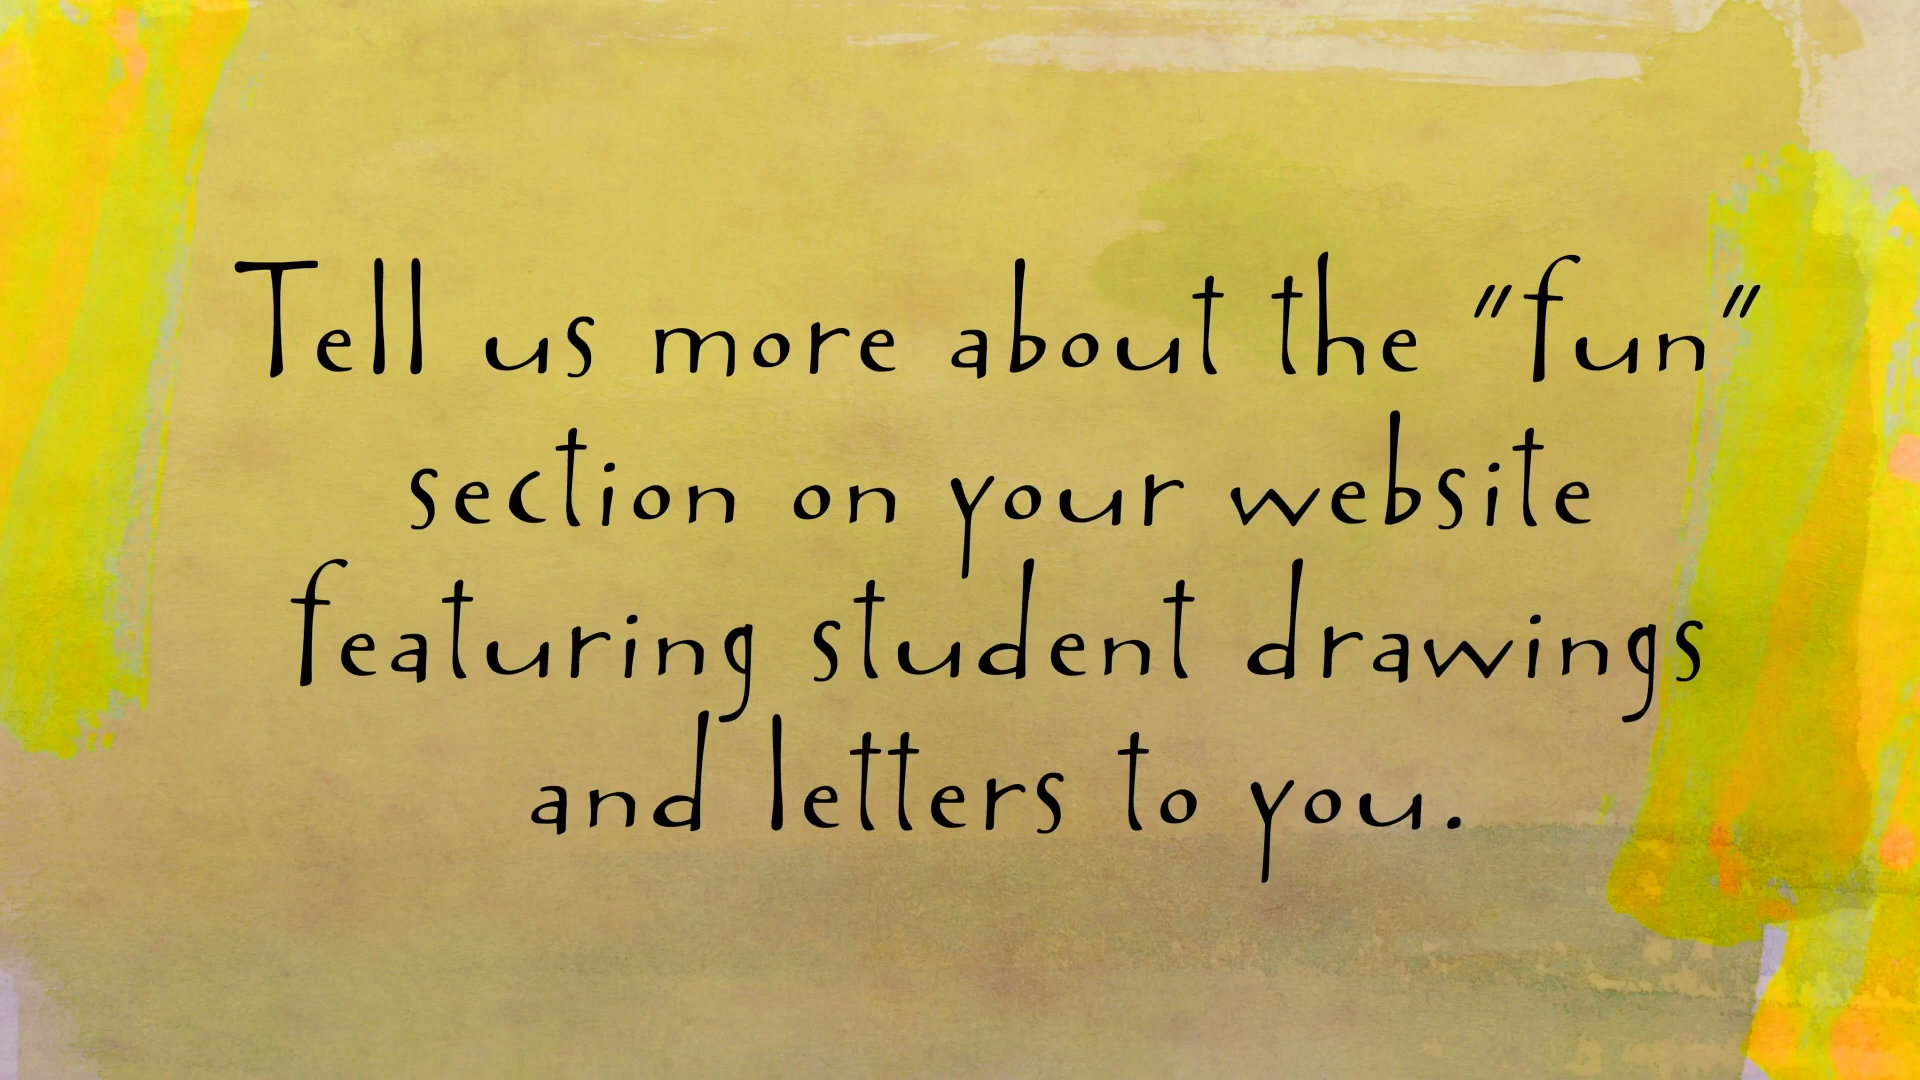 Tell us more about the "fun"
section on your website
featuring student drawings
and letters to you.